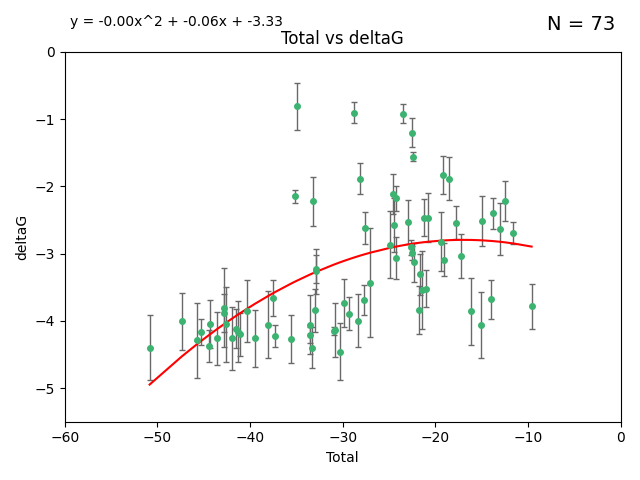 y = -0.00x^2 + -0.06x + -3.33
N = 73
Total vs deltaG
0
−1
−2
−3
−4
−5
deltaG
−60 −50 −40 −30 −20 −10 0
Total